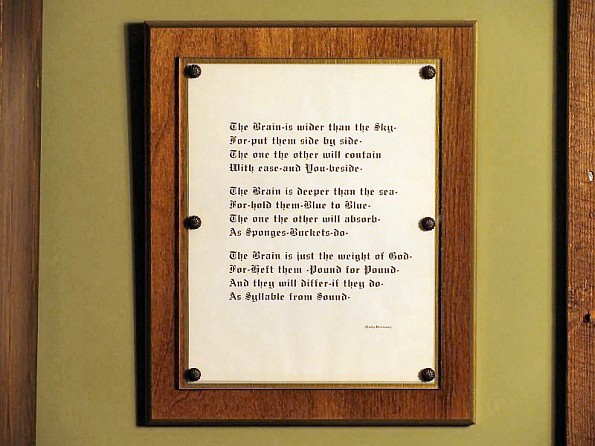 The Brain-is wider than the Sky-
For-put them side by side-
The one the other will contain
With ease-and You-beside-
The Brain is deeper than the sea-
For-hold them-Blue to Blue-
The one the other will absorb-
As Sponges-Buckets-do-
The Brain is just the weight of God-
For-Heft them -Pound for Pound-
And they will differ-if they do-
As Syllable from Sound-